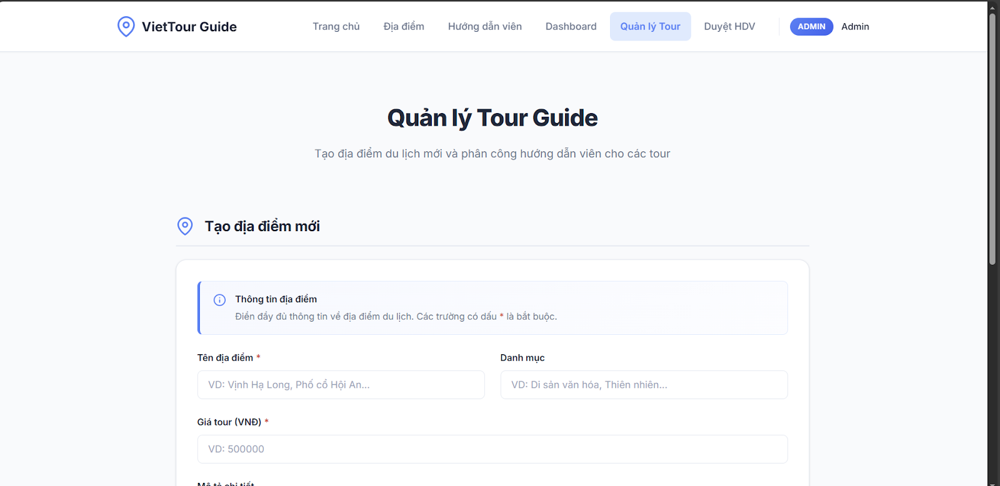 VietTour Guide
Trang chủ
Địa điểm
Hướng dẫn viên
Dashboard
Quản lý Tour
Duyệt HDV
ADMIN
Admin
Quản lý Tour Guide
Tạo địa điểm du lịch mới và phân công hướng dẫn viên cho các tour
Tạo địa điểm mới
Thông tin địa điểm
Điền đầy đủ thông tin về địa điểm du lịch. Các trường có dấu * là bắt buộc.
Tên địa điểm *
Danh mục
VD: Vịnh Hạ Long, Phố cổ Hội An...
VD: Di sản văn hóa, Thiên nhiên...
Giá tour (VNĐ) *
VD: 500000
Mô tả chi tiết